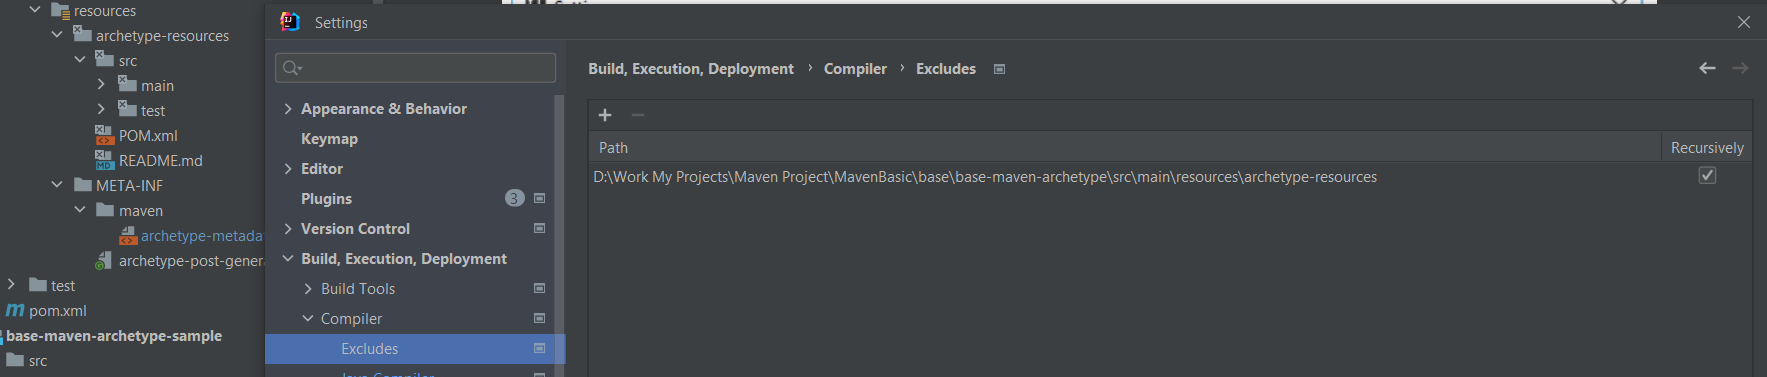 resources
archetype-resources
src
main
test
POM.xml
README.md
META-INF
maven
archetype-metada
archetype-post-gener
test
pom.xml
base-maven-archetype-sample
src
Settings
Appearance & Behavior
Keymap
Editor
Plugins 3
Version Control
Build, Execution, Deployment
Build Tools
Compiler
Excludes
Java Compiler
Build, Execution, Deployment › Compiler › Excludes
Path Recursively
D:\Work My Projects\Maven Project\MavenBasic\base\base-maven-archetype\src\main\resources\archetype-resources